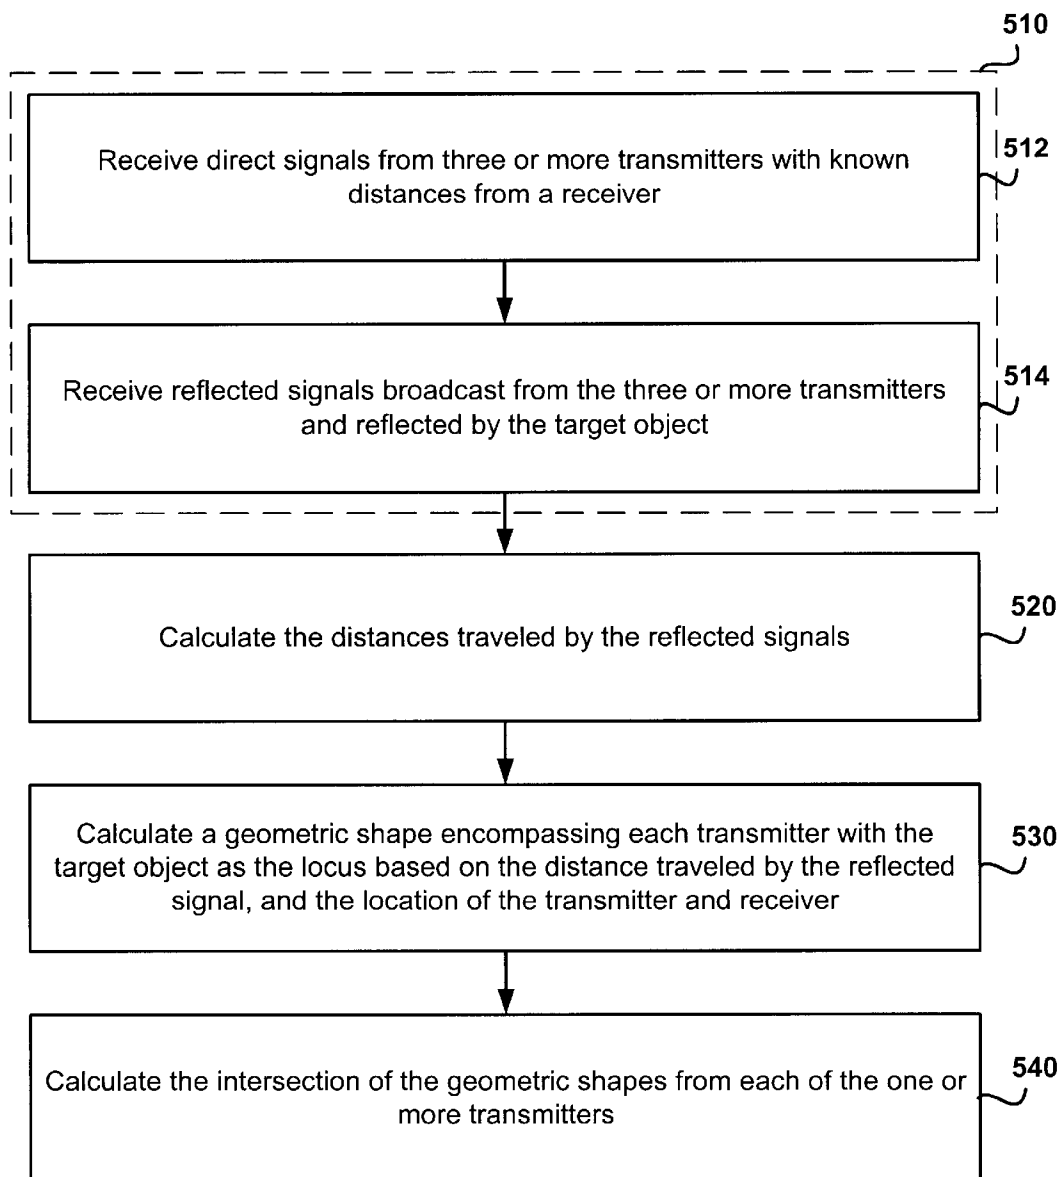 510
Receive direct signals from three or more transmitters with known
distances from a receiver
512
Receive reflected signals broadcast from the three or more transmitters
and reflected by the target object
514
Calculate the distances traveled by the reflected signals
520
Calculate a geometric shape encompassing each transmitter with the
target object as the locus based on the distance traveled by the reflected
signal, and the location of the transmitter and receiver
530
Calculate the intersection of the geometric shapes from each of the one or
more transmitters
540